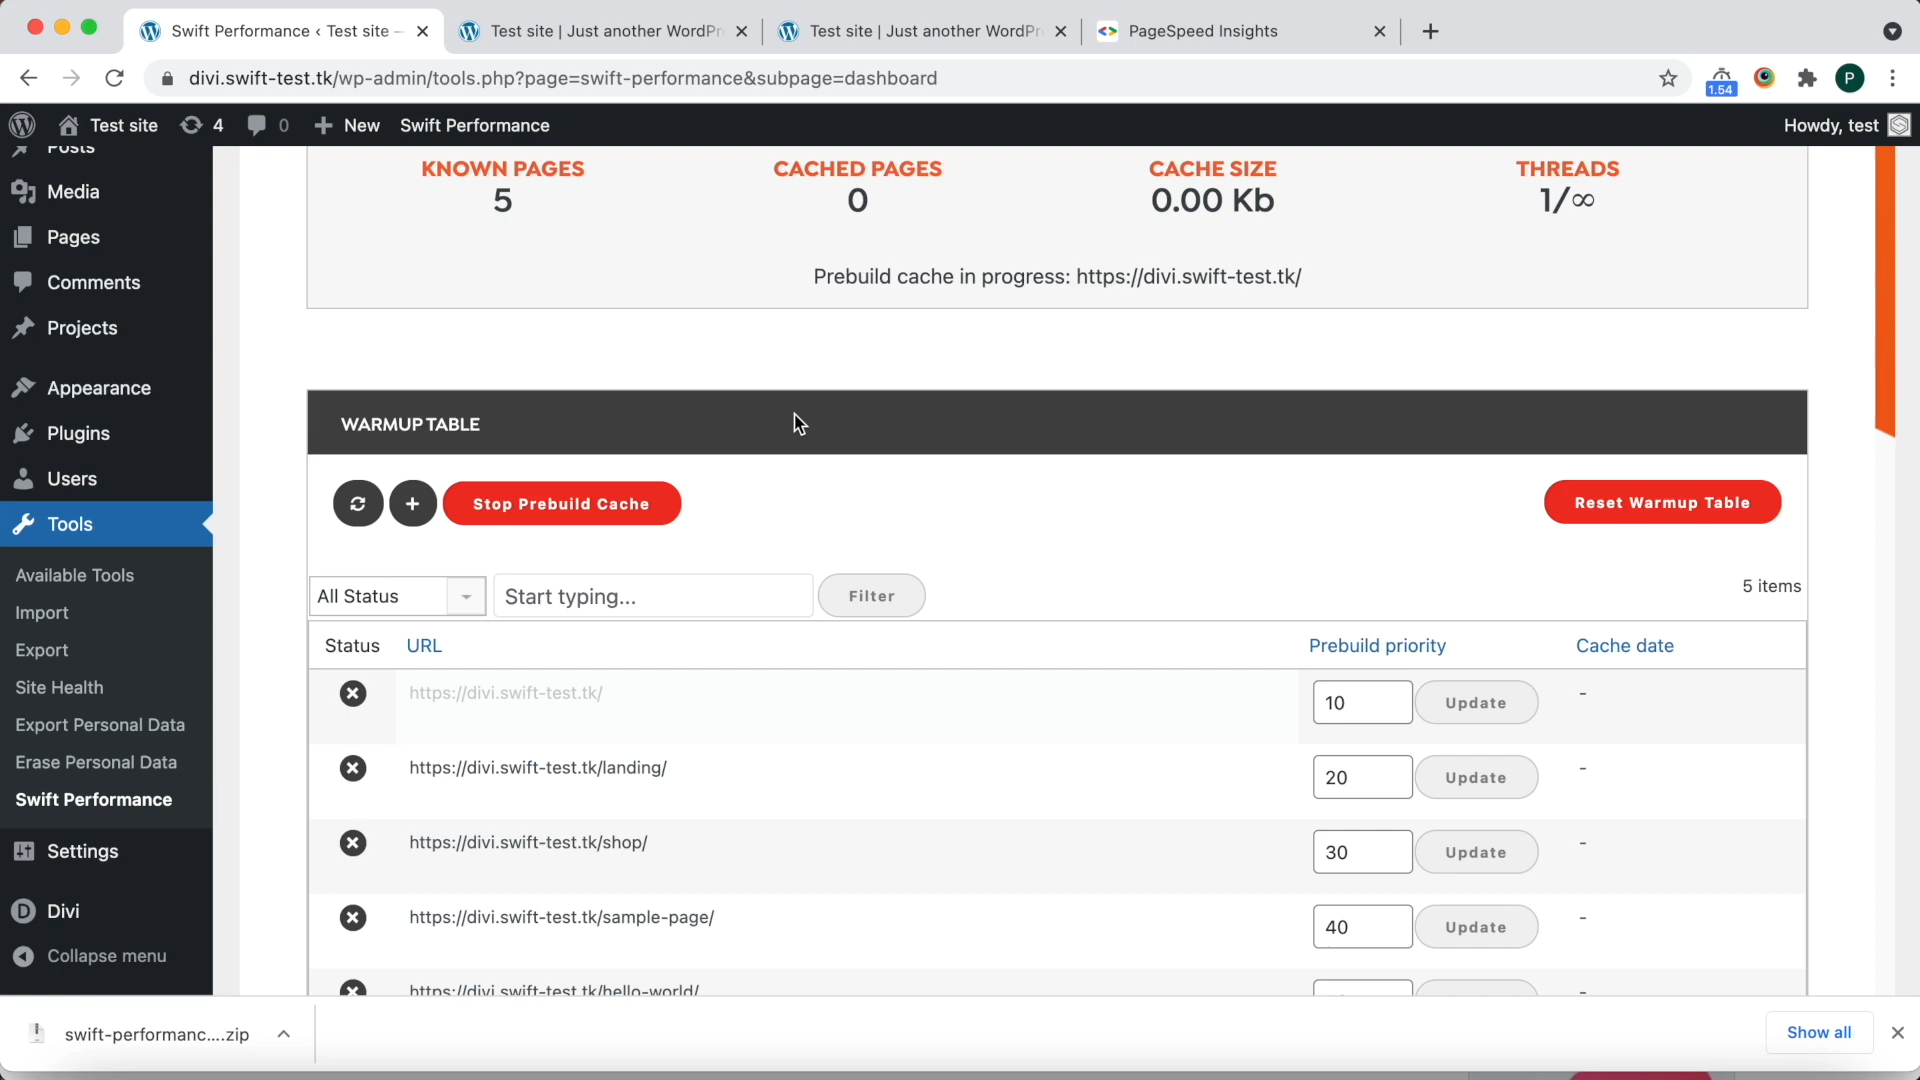 Swift Performance ‹ Test site –
Test site | Just another WordPr
Test site | Just another WordPr
PageSpeed Insights
divi.swift-test.tk/wp-admin/tools.php?page=swift-performance&subpage=dashboard
1.54
P
Test site
4
0
New
Swift Performance
Howdy, test
Posts
Media
Pages
Comments
Projects
Appearance
Plugins
Users
Tools
Available Tools
Import
Export
Site Health
Export Personal Data
Erase Personal Data
Swift Performance
Settings
D
Divi
Collapse menu
KNOWN PAGES
5
CACHED PAGES
0
CACHE SIZE
0.00 Kb
THREADS
1/∞
Prebuild cache in progress: https://divi.swift-test.tk/
WARMUP TABLE
Stop Prebuild Cache
Reset Warmup Table
All Status
Start typing...
Filter
5 items
Status
URL
Prebuild priority
Cache date
https://divi.swift-test.tk/
10
Update
-
https://divi.swift-test.tk/landing/
20
Update
-
https://divi.swift-test.tk/shop/
30
Update
-
https://divi.swift-test.tk/sample-page/
40
Update
-
https://divi.swift-test.tk/hello-world/
-
swift-performanc....zip
Show all